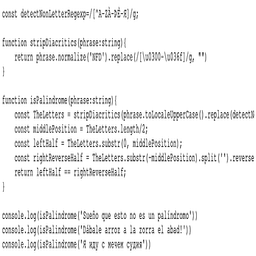 const detectNonLetterRegexp=/[^A-ZÀ-ÞЀ-Я]/g;
function stripDiacritics(phrase:string){
return phrase.normalize('NFD').replace(/[\u0300-\u036f]/g, "")
}
function isPalindrome(phrase:string){
const TheLetters = stripDiacritics(phrase.toLocaleUpperCase().replace(detectN
const middlePosition = TheLetters.length/2;
const leftHalf = TheLetters.substr(0, middlePosition);
const rightReverseHalf = TheLetters.substr(-middlePosition).split('').reverse
return leftHalf == rightReverseHalf;
}
console.log(isPalindrome('Sueño que esto no es un palíndromo'))
console.log(isPalindrome('Dábale arroz a la zorra el abad!'))
console.log(isPalindrome('Я иду с мечем судия'))